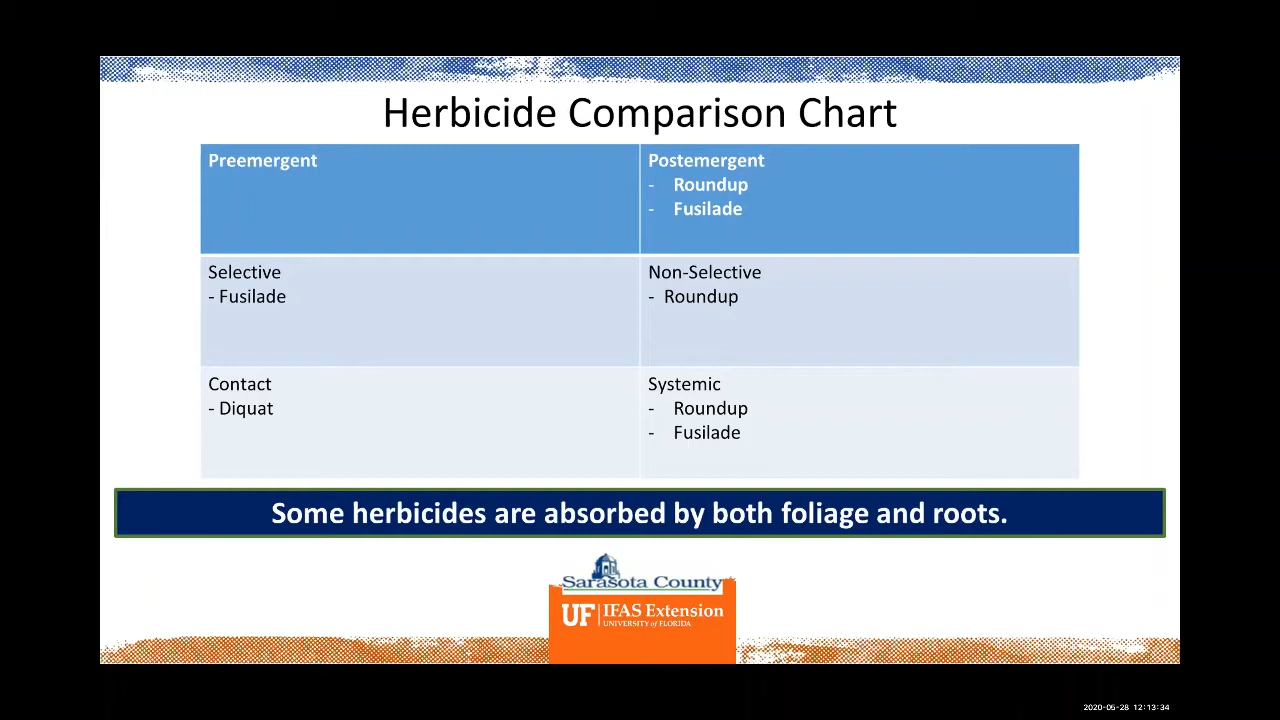 Herbicide Comparison Chart
Preemergent
Postemergent
- Roundup
- Fusilade
Selective
- Fusilade
Non-Selective
- Roundup
Contact
- Diquat
Systemic
- Roundup
- Fusilade
Some herbicides are absorbed by both foliage and roots.
Sarasota County
UF IFAS Extension
UNIVERSITY of FLORIDA
2020-05-28 12:13:34